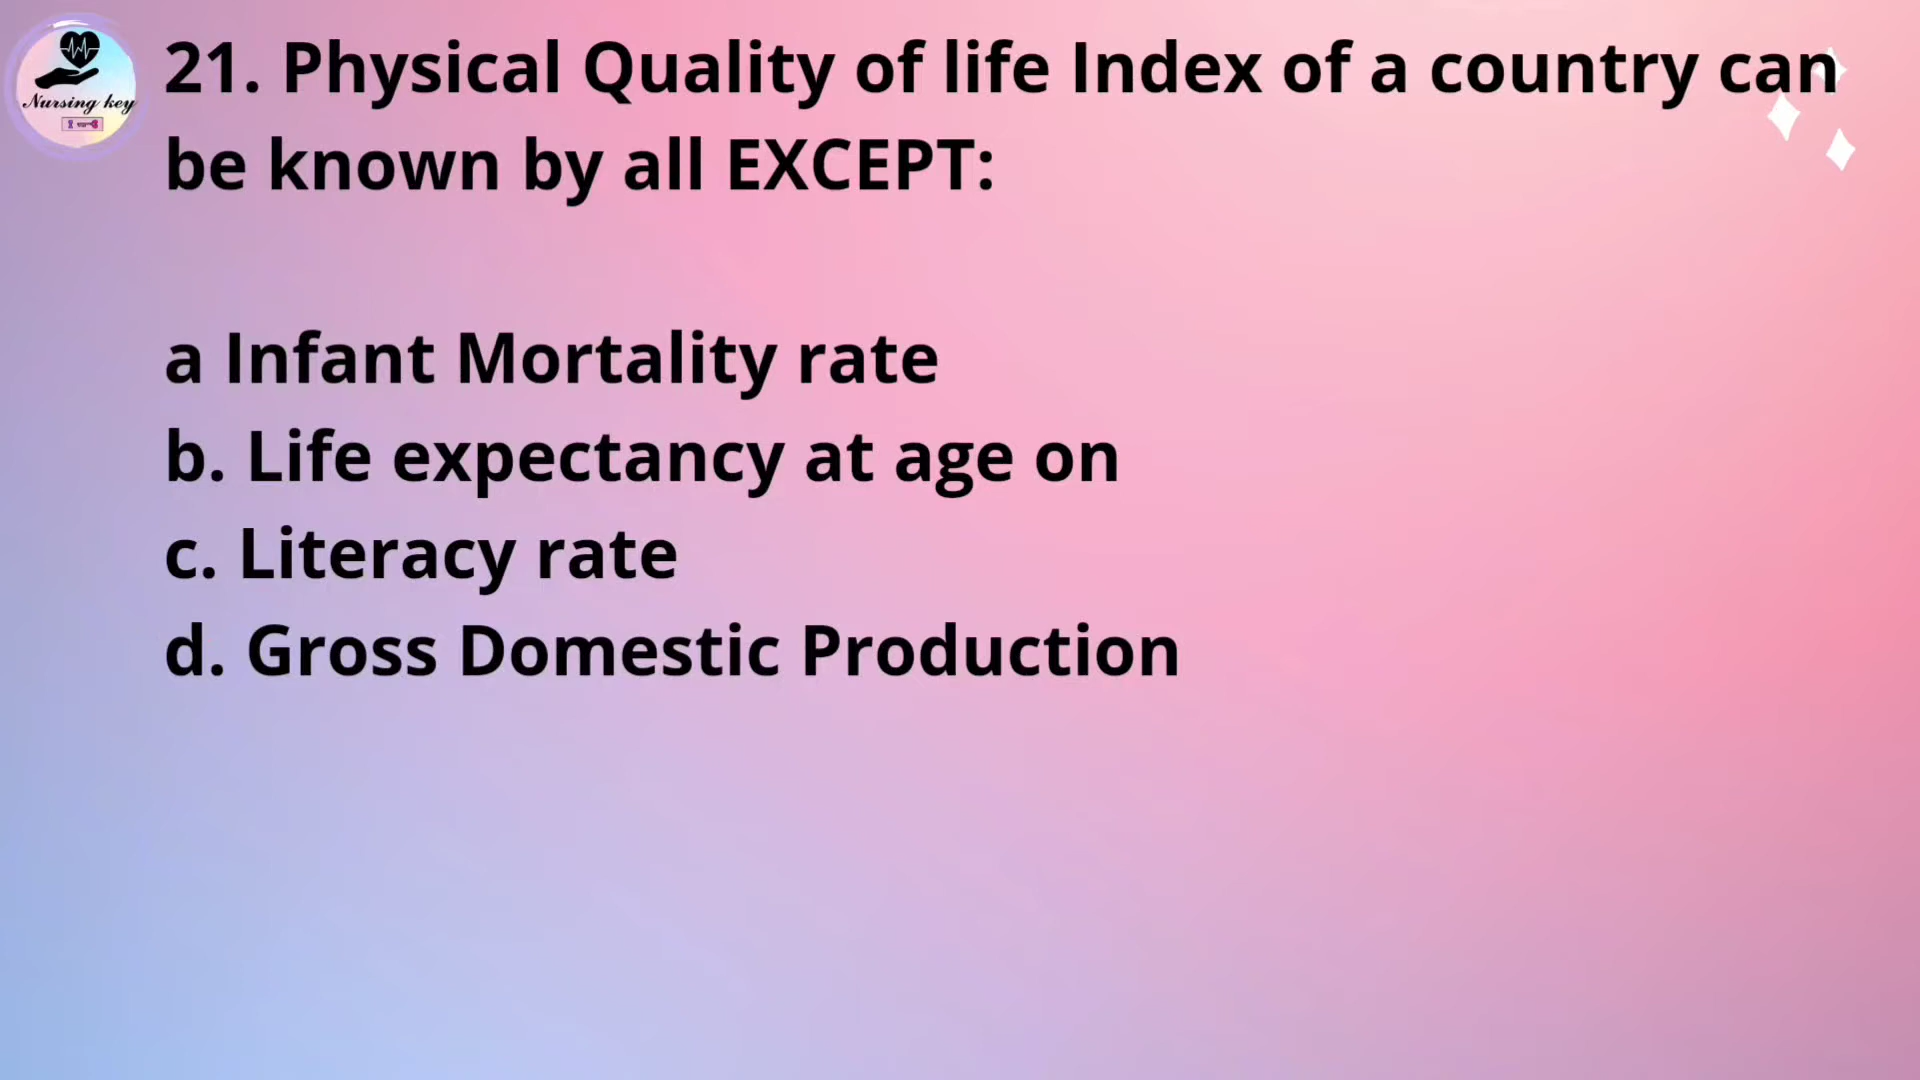 Nursing key
21. Physical Quality of life Index of a country can
be known by all EXCEPT:
a Infant Mortality rate
b. Life expectancy at age on
c. Literacy rate
d. Gross Domestic Production